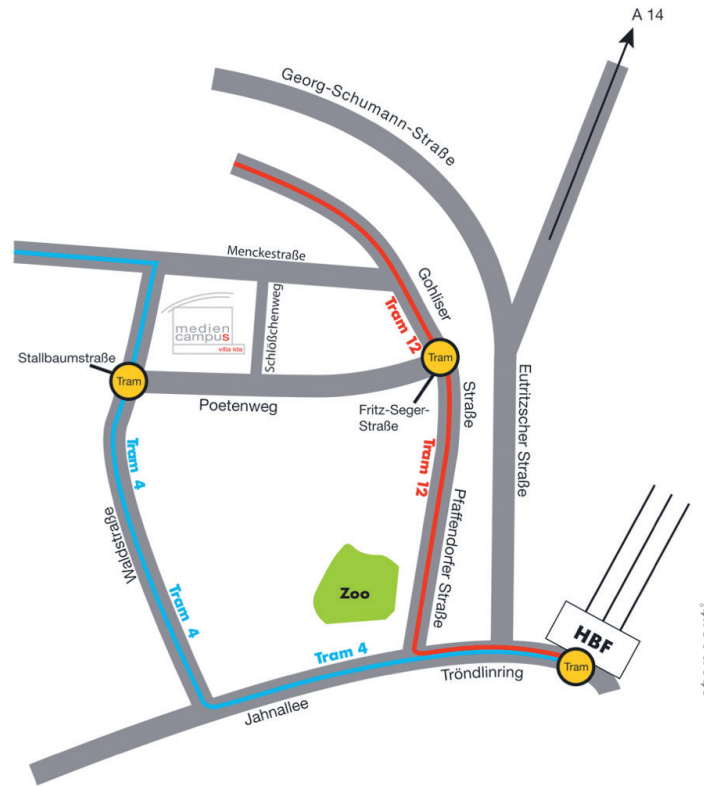 A 14
Georg-Schumann-Straße
Menckestraße
Gohliser
Straße
Tram 12
Schlößchenweg
medien
campus
villa ida
Stallbaumstraße
Tram
Tram
Poetenweg
Fritz-Seger-
Straße
Eutritzscher Straße
Tram 4
Tram 12
Waldstraße
Pfaffendorfer Straße
Zoo
Tram 4
Tram 4
HBF
Tram
Tröndlinring
Jahnallee